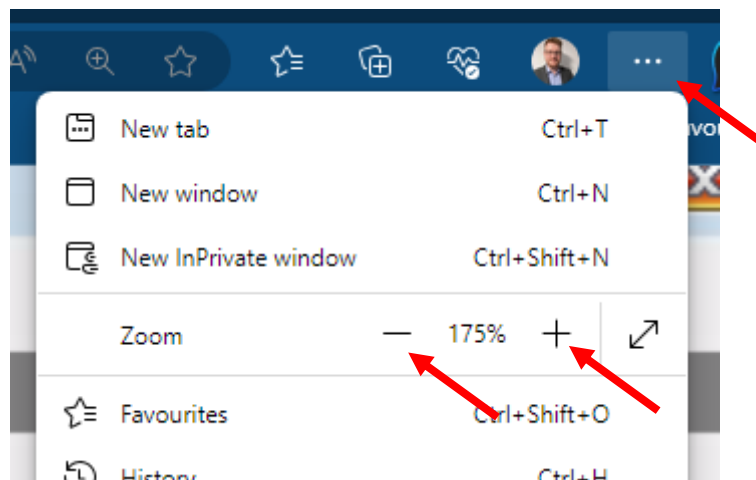 New tab Ctrl+T
New window Ctrl+N
New InPrivate window Ctrl+Shift+N
Zoom 175%
Favourites Ctrl+Shift+O
History Ctrl+H